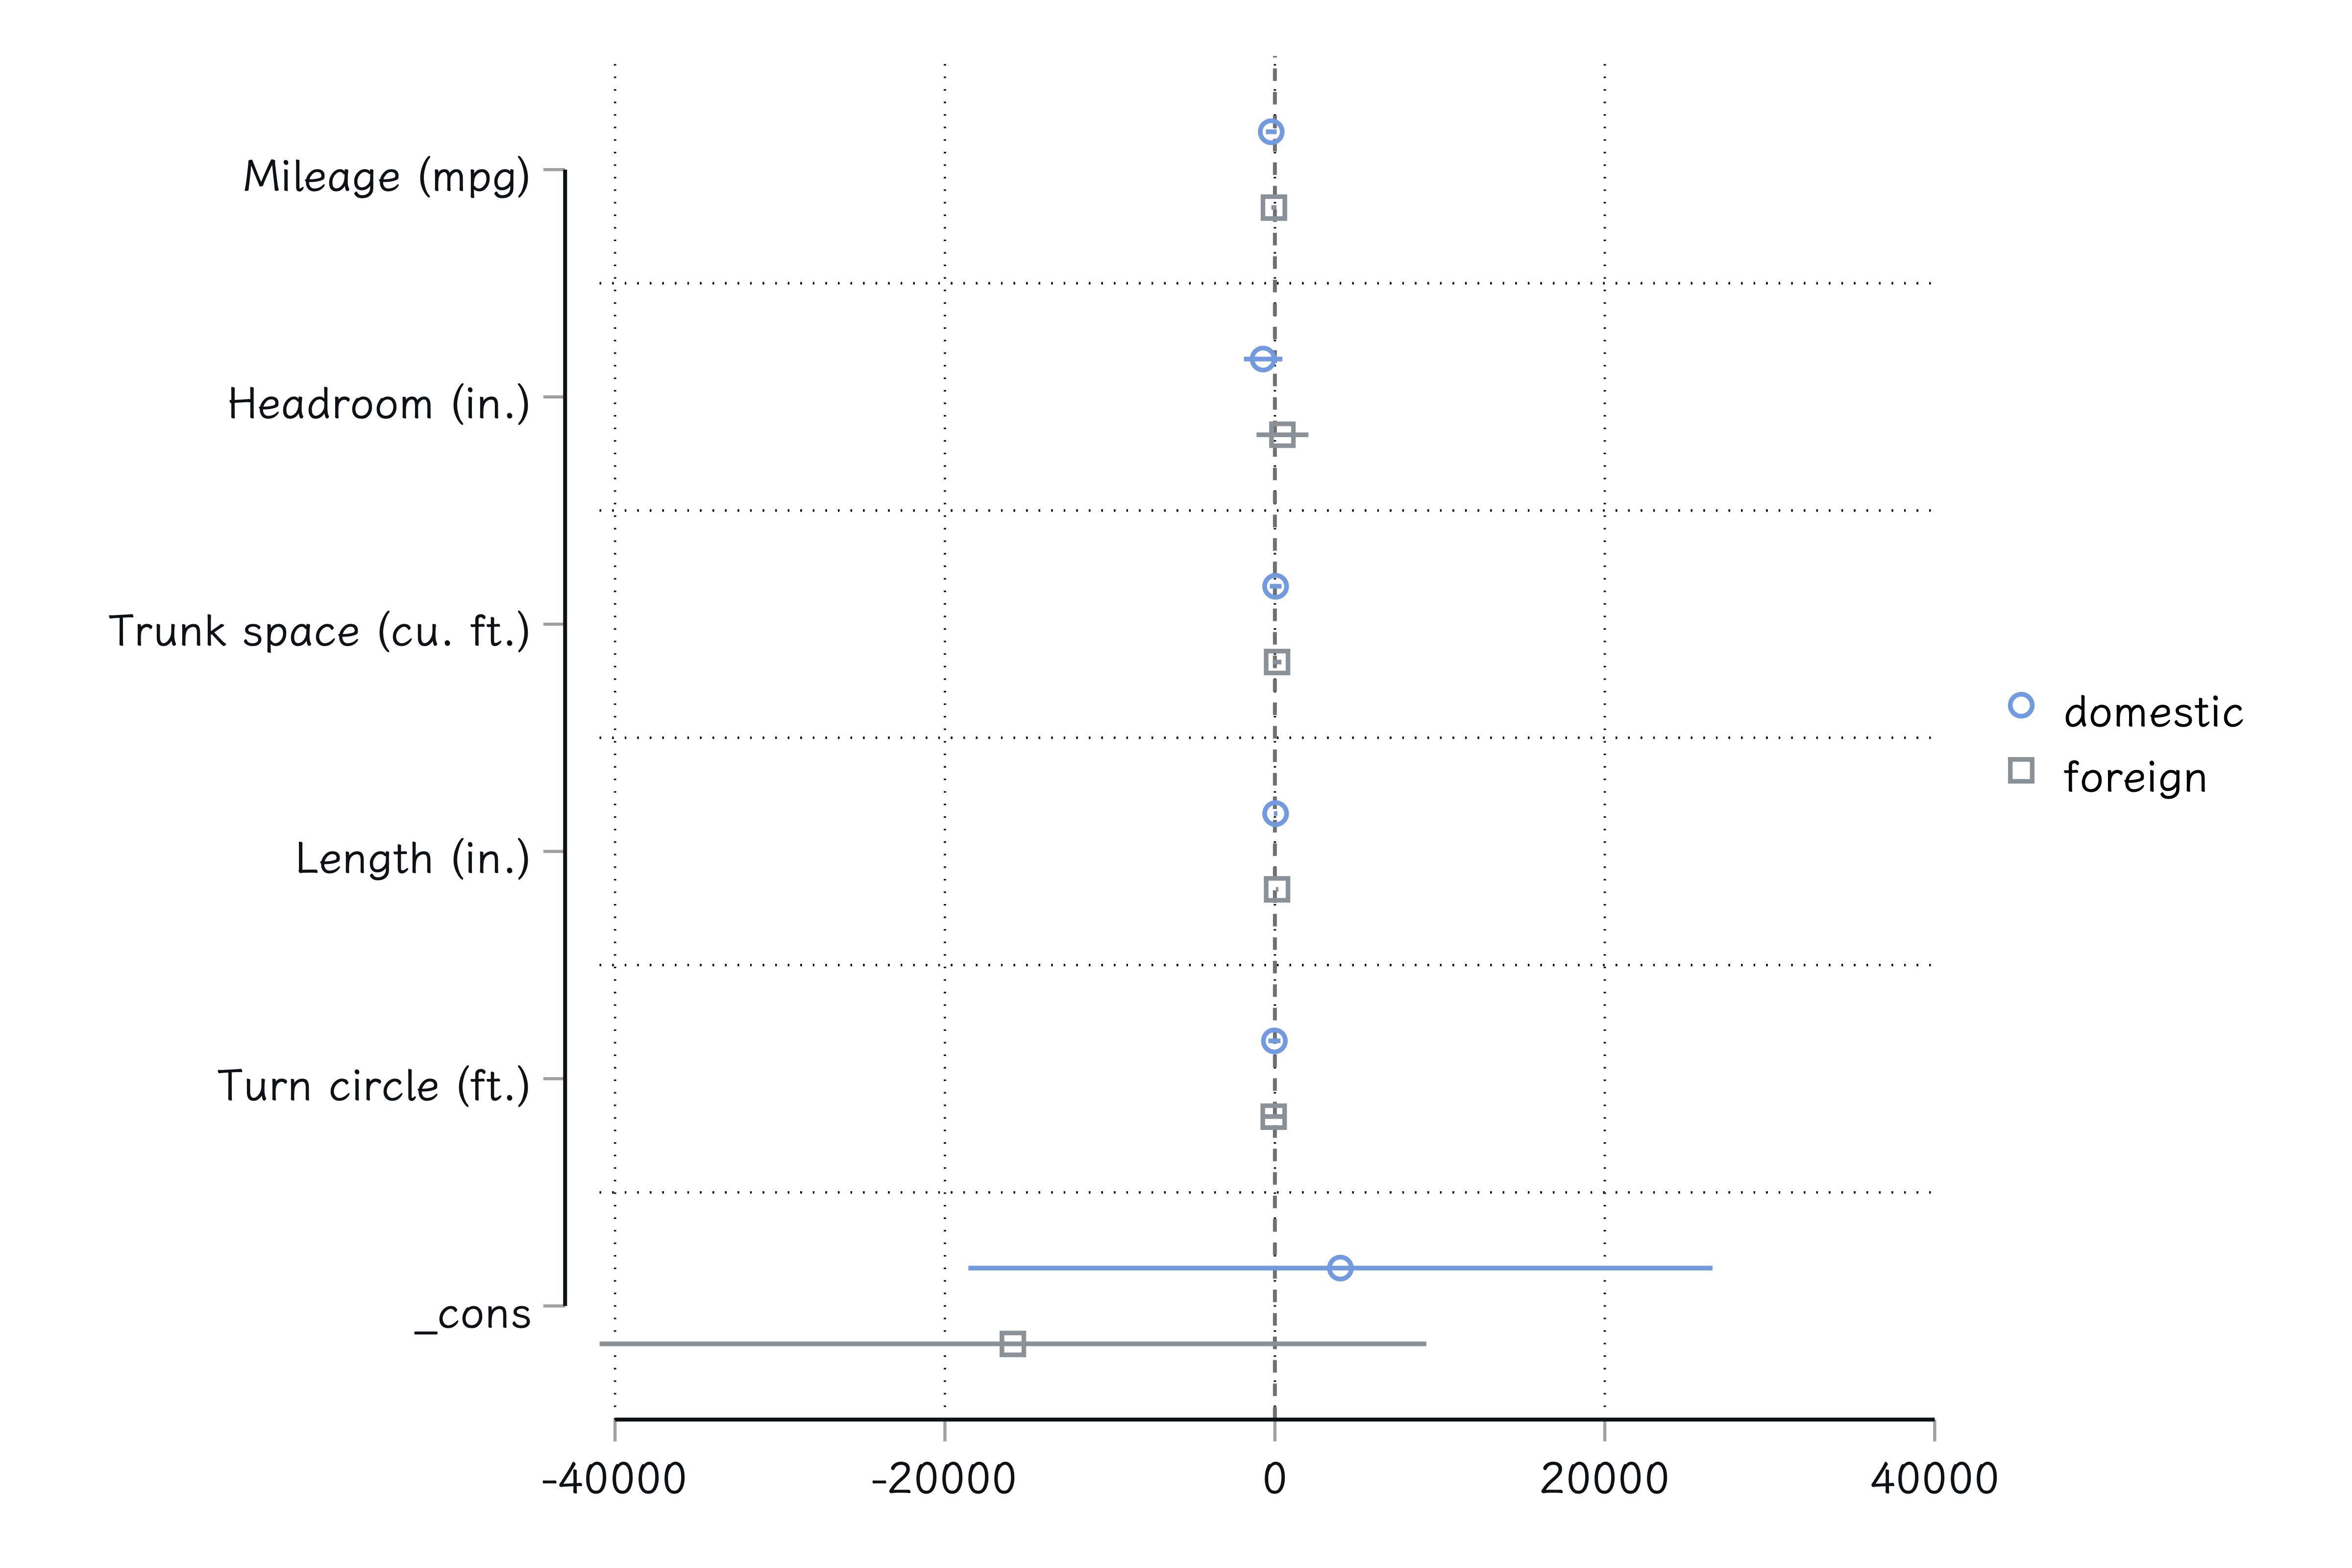 Mileage (mpg)
Headroom (in.)
Trunk space (cu. ft.)
Length (in.)
Turn circle (ft.)
_cons
-40000
-20000
0
20000
40000
domestic
foreign